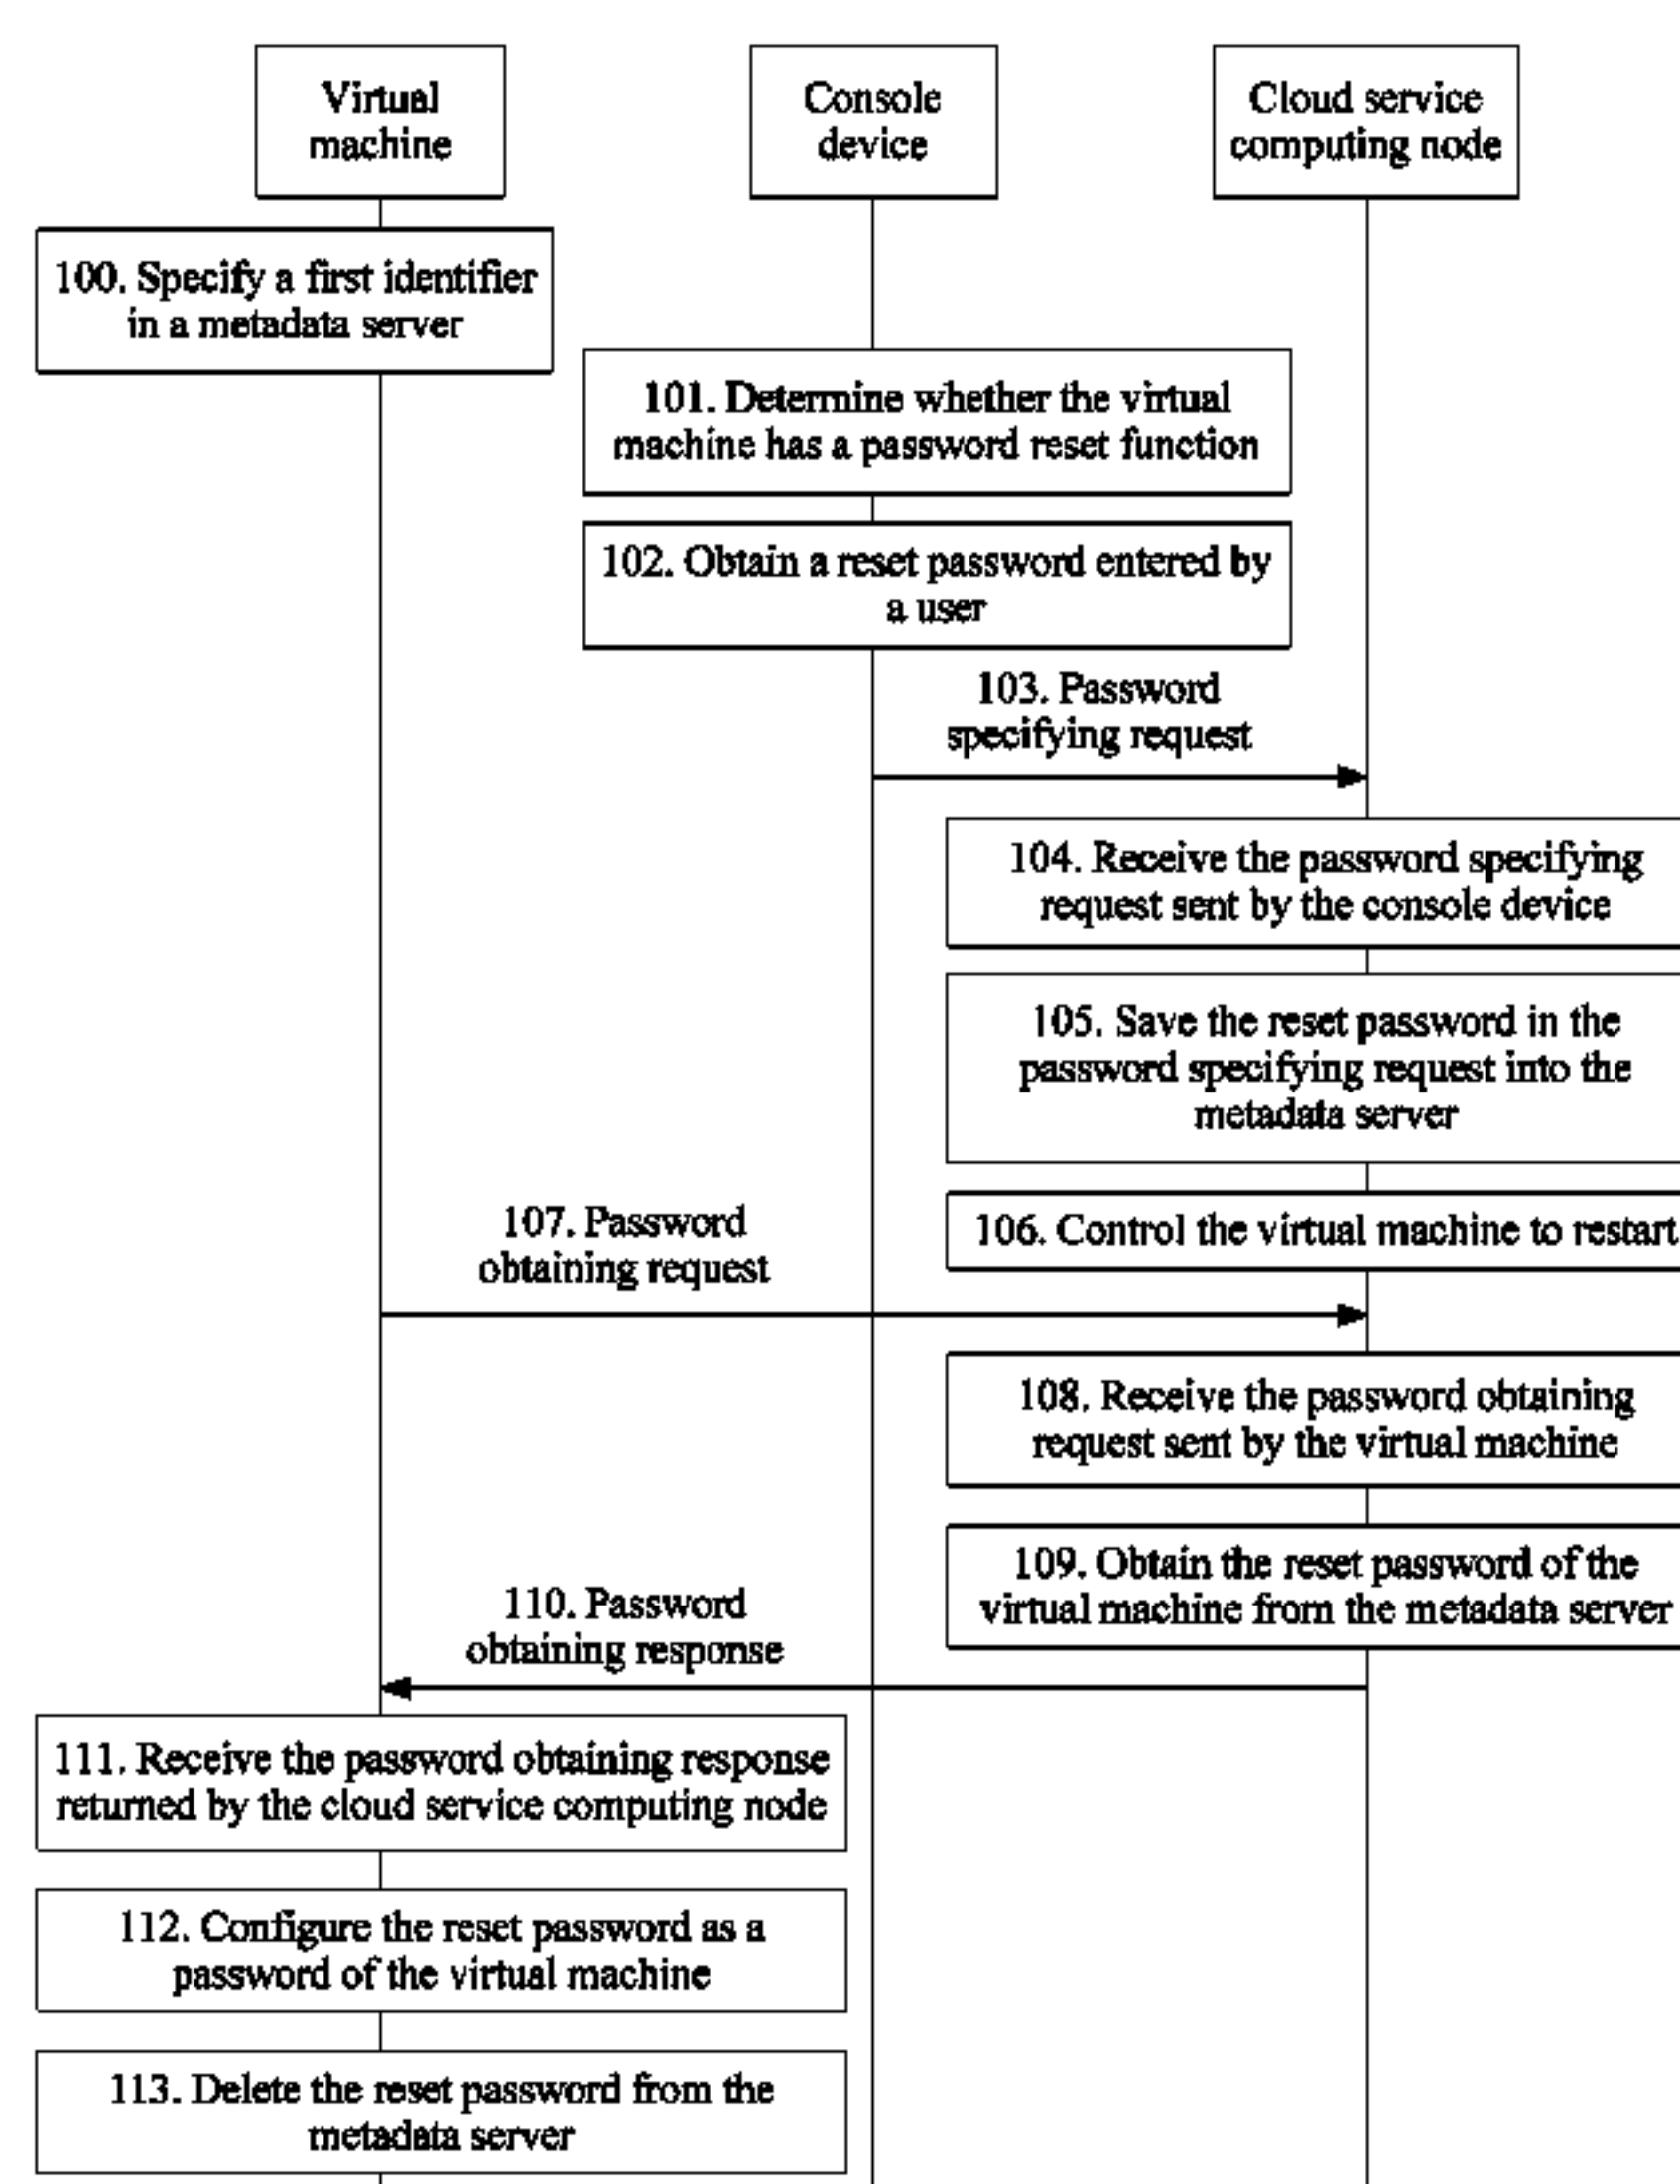 Virtual
machine
Console
device
Cloud service
computing node
100. Specify a first identifier
in a metadata server
101. Determine whether the virtual
machine has a password reset function
102. Obtain a reset password entered by
a user
103. Password
specifying request
104. Receive the password specifying
request sent by the console device
105. Save the reset password in the
password specifying request into the
metadata server
106. Control the virtual machine to restart
107. Password
obtaining request
108. Receive the password obtaining
request sent by the virtual machine
109. Obtain the reset password of the
virtual machine from the metadata server
110. Password
obtaining response
111. Receive the password obtaining response
returned by the cloud service computing node
112. Configure the reset password as a
password of the virtual machine
113. Delete the reset password from the
metadata server